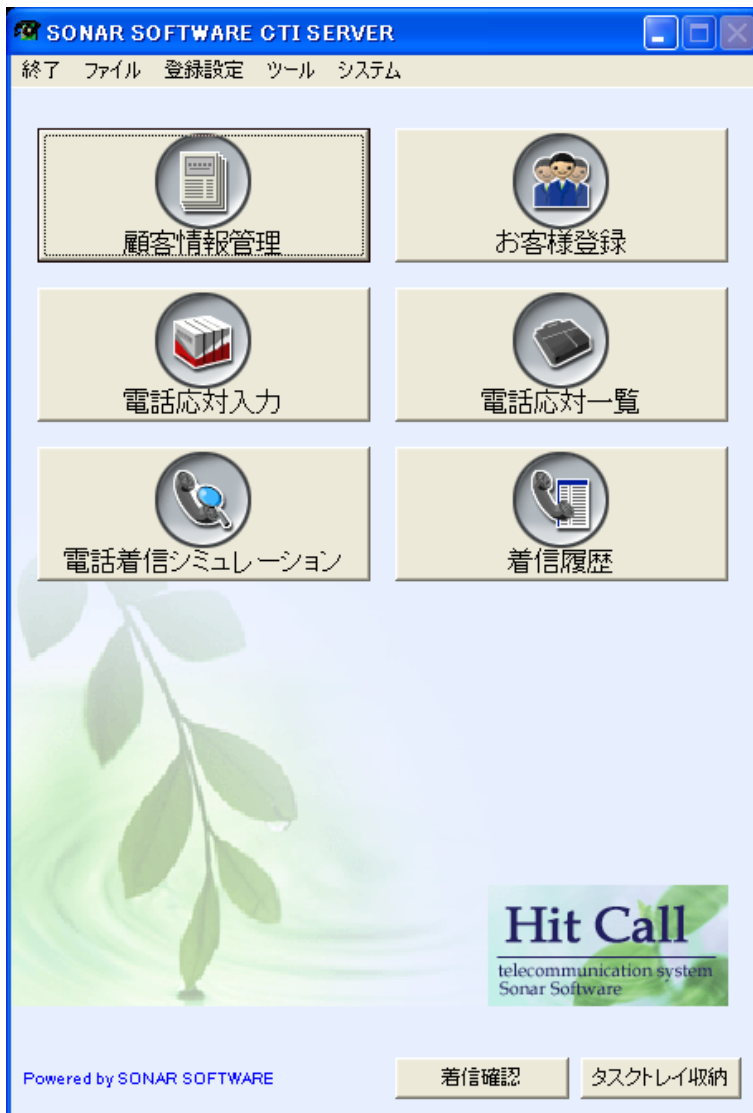 SONAR SOFTWARE CTI SERVER
終了 ファイル 登録設定 ツール システム
顧客情報管理 お客様登録
電話応対入力 電話応対一覧
電話着信シミュレーション 着信履歴
Hit Call
telecommunication system
Sonar Software
Powered by SONAR SOFTWARE 着信確認 タスクトレイ収納